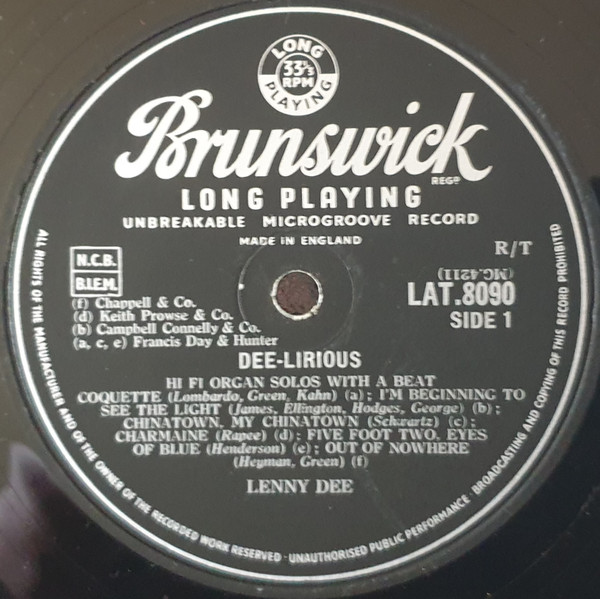 LONG
33⅓
RPM
PLAYING
Brunswick
REGD
LONG PLAYING
UNBREAKABLE MICROGROOVE RECORD
MADE IN ENGLAND
R/T
N.C.B.
B.I.E.M.
(MG.4211)
LAT.8090
SIDE 1
(f) Chappell & Co.
(d) Keith Prowse & Co.
(b) Campbell Connelly & Co.
(a, c, e) Francis Day & Hunter
DEE-LIRIOUS
HI FI ORGAN SOLOS WITH A BEAT
COQUETTE (Lombardo, Green, Kahn) (a) ; I'M BEGINNING TO
SEE THE LIGHT (James, Ellington, Hodges, George) (b) ;
CHINATOWN, MY CHINATOWN (Schwartz) (c) ;
CHARMAINE (Rapee) (d) ; FIVE FOOT TWO, EYES
OF BLUE (Henderson) (e) ; OUT OF NOWHERE
(Heyman, Green) (f)
LENNY DEE
ALL RIGHTS OF THE MANUFACTURER AND OF THE OWNER OF THE RECORDED WORK RESERVED · UNAUTHORISED PUBLIC PERFORMANCE · BROADCASTING AND COPYING OF THIS RECORD PROHIBITED